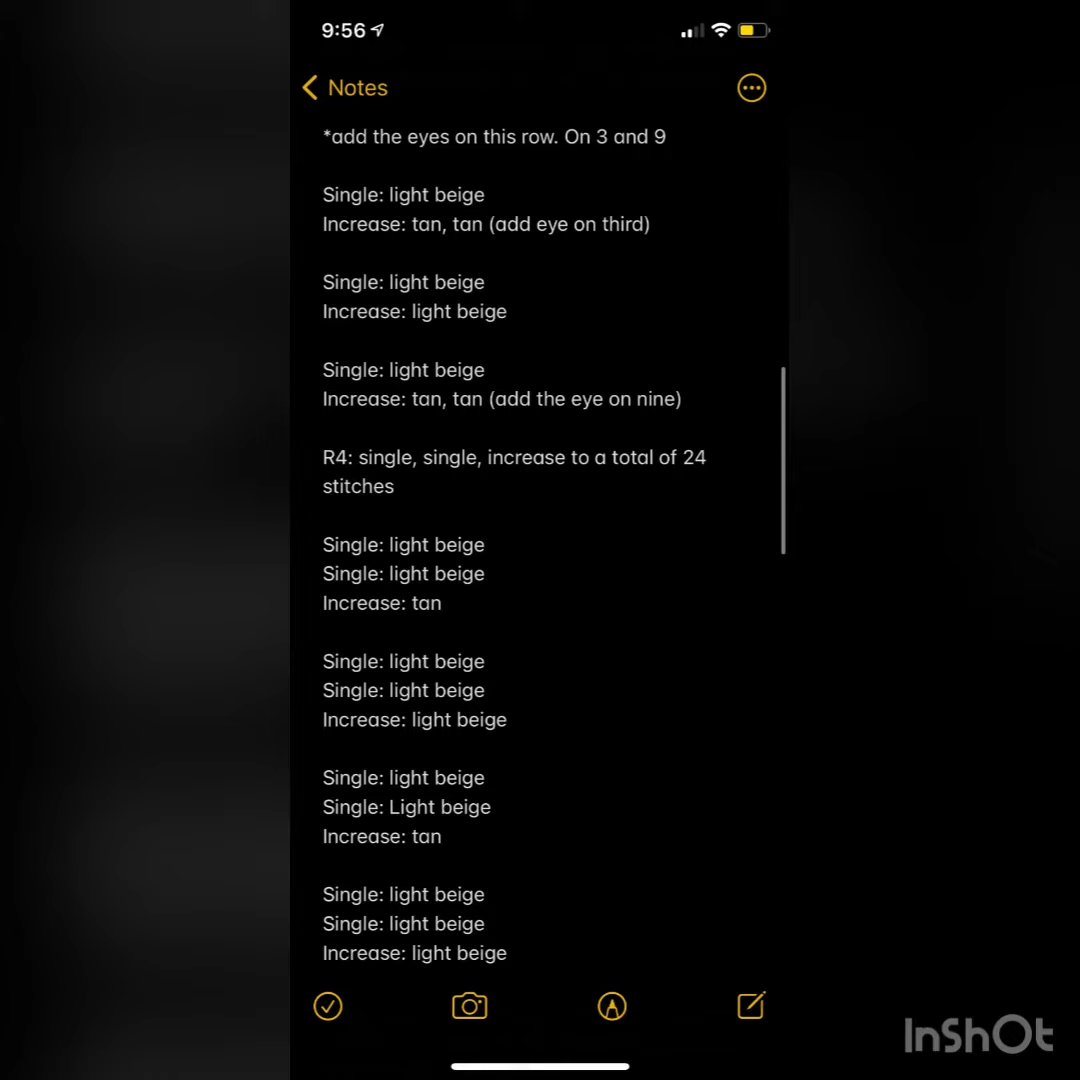 9:56
Notes
*add the eyes on this row. On 3 and 9
Single: light beige
Increase: tan, tan (add eye on third)
Single: light beige
Increase: light beige
Single: light beige
Increase: tan, tan (add the eye on nine)
R4: single, single, increase to a total of 24
stitches
Single: light beige
Single: light beige
Increase: tan
Single: light beige
Single: light beige
Increase: light beige
Single: light beige
Single: Light beige
Increase: tan
Single: light beige
Single: light beige
Increase: light beige
InShOt